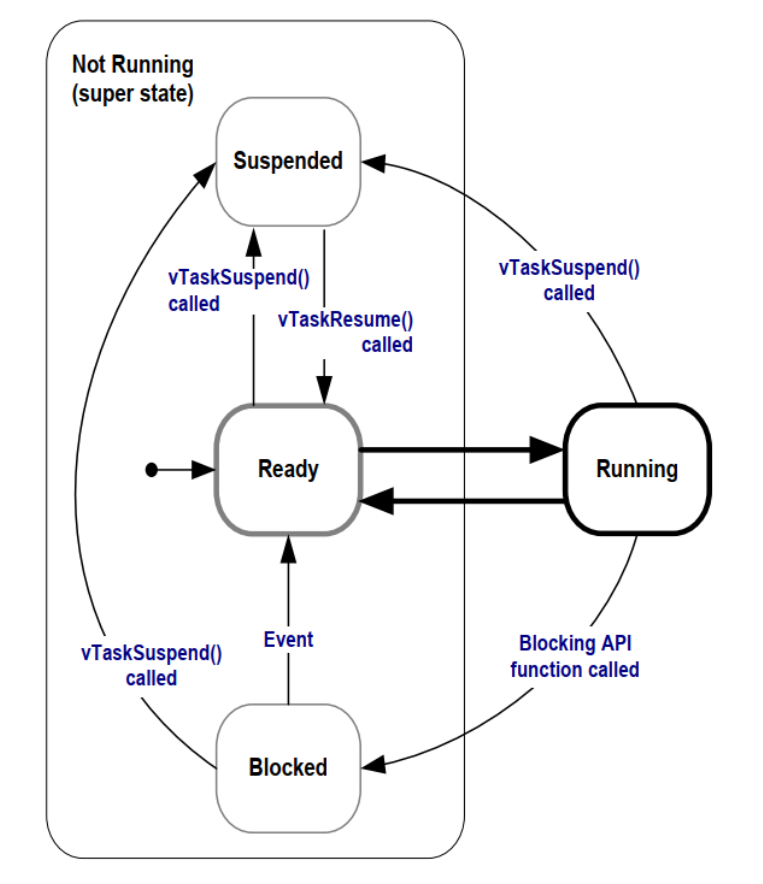 Not Running
(super state)
Suspended
vTaskSuspend()
called
vTaskResume()
called
vTaskSuspend()
called
Ready
Running
Event
vTaskSuspend()
called
Blocking API
function called
Blocked